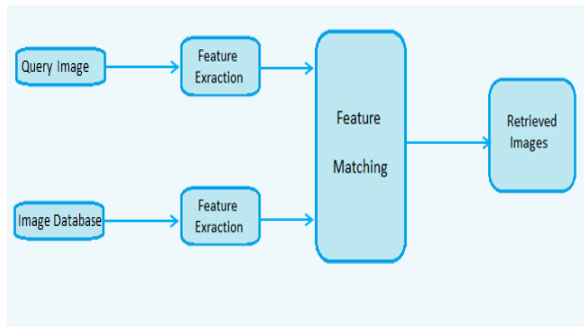 Query Image
Feature
Exraction
Feature
Matching
Retrieved
Images
Image Database
Feature
Exraction